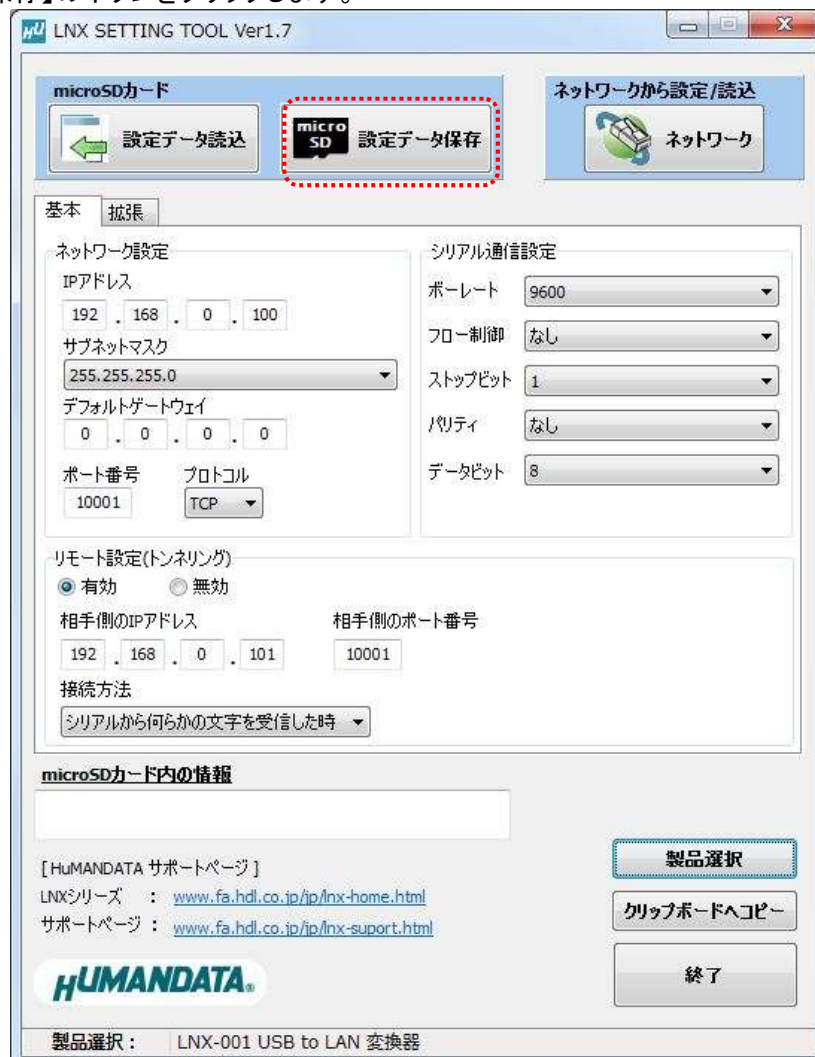 LNX SETTING TOOL Ver1.7
microSDカード
ネットワークから設定/読込
設定データ読込
micro
SD
設定データ保存
ネットワーク
基本
拡張
ネットワーク設定
IPアドレス
192 . 168 . 0 . 100
サブネットマスク
255.255.255.0
デフォルトゲートウェイ
0 . 0 . 0 . 0
ポート番号 プロトコル
10001 TCP
シリアル通信設定
ボーレート 9600
フロー制御 なし
ストップビット 1
パリティ なし
データビット 8
リモート設定(トンネリング)
有効 無効
相手側のIPアドレス 相手側のポート番号
192 . 168 . 0 . 101 10001
接続方法
シリアルから何らかの文字を受信した時
microSDカード内の情報
[ HuMANDATA サポートページ ]
LNXシリーズ : www.fa.hdl.co.jp/jp/lnx-home.html
サポートページ : www.fa.hdl.co.jp/jp/lnx-suport.html
HUMANDATA®
製品選択
クリップボードへコピー
終了
製品選択: LNX-001 USB to LAN 変換器